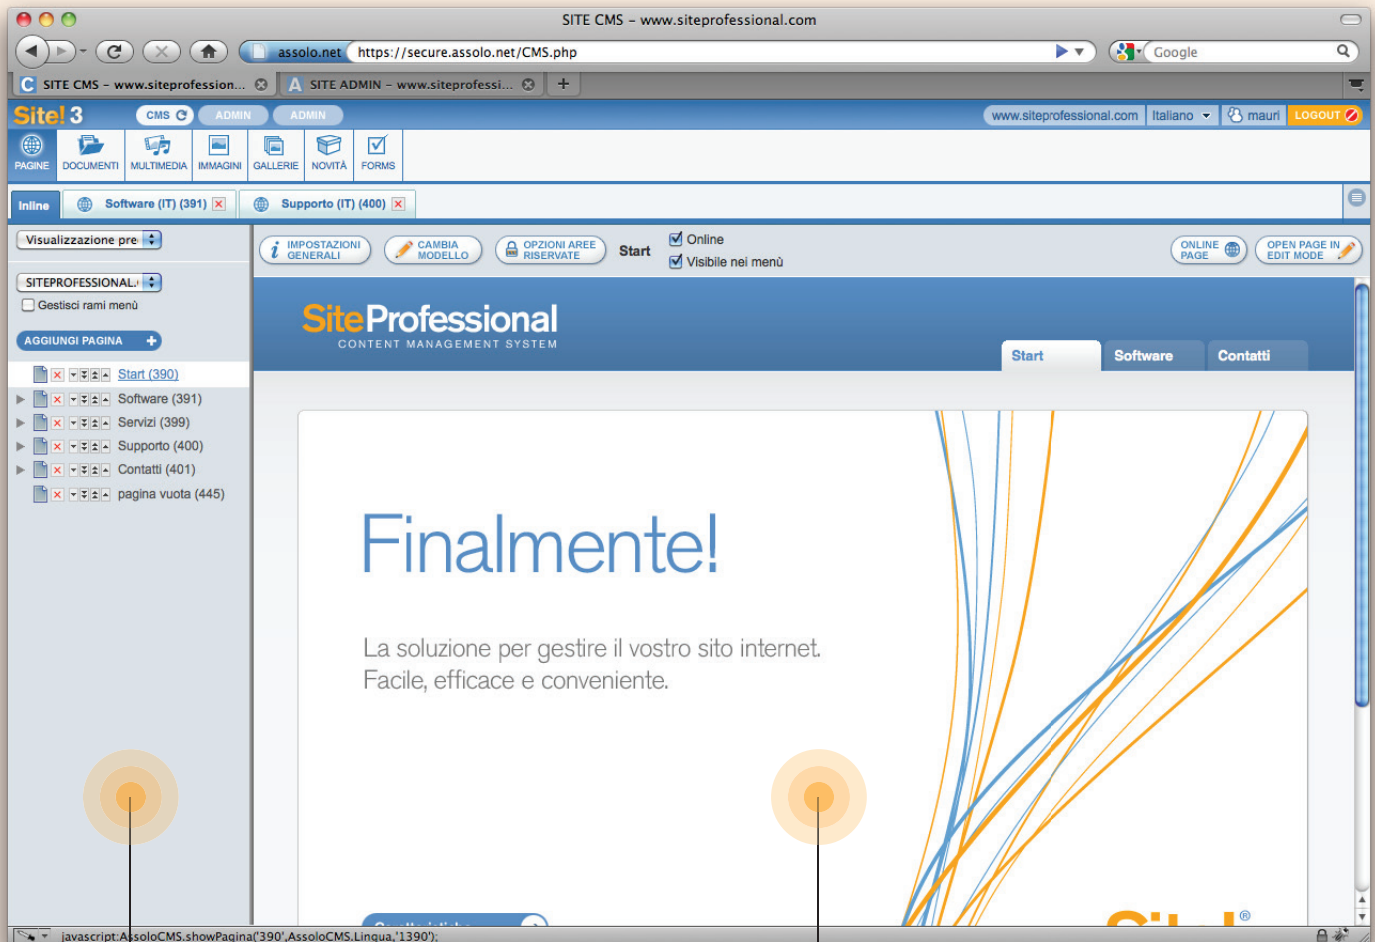 SITE CMS – www.siteprofessional.com
assolo.net https://secure.assolo.net/CMS.php
Google
SITE CMS – www.siteprofession...
SITE ADMIN – www.siteprofessi...
Site! 3
CMS
ADMIN
ADMIN
www.siteprofessional.com
Italiano
mauri
LOGOUT
PAGINE
DOCUMENTI
MULTIMEDIA
IMMAGINI
GALLERIE
NOVITÀ
FORMS
Inline
Software (IT) (391)
Supporto (IT) (400)
Visualizzazione pre
IMPOSTAZIONI
GENERALI
CAMBIA
MODELLO
OPZIONI AREE
RISERVATE
Start
Online
Visibile nei menù
ONLINE
PAGE
OPEN PAGE IN
EDIT MODE
SITEPROFESSIONAL.
Gestisci rami menù
AGGIUNGI PAGINA +
Start (390)
Software (391)
Servizi (399)
Supporto (400)
Contatti (401)
pagina vuota (445)
SiteProfessional
CONTENT MANAGEMENT SYSTEM
Start
Software
Contatti
Finalmente!
La soluzione per gestire il vostro sito internet.
Facile, efficace e conveniente.
javascript:AssoloCMS.showPagina('390',AssoloCMS.Lingua,'1390');